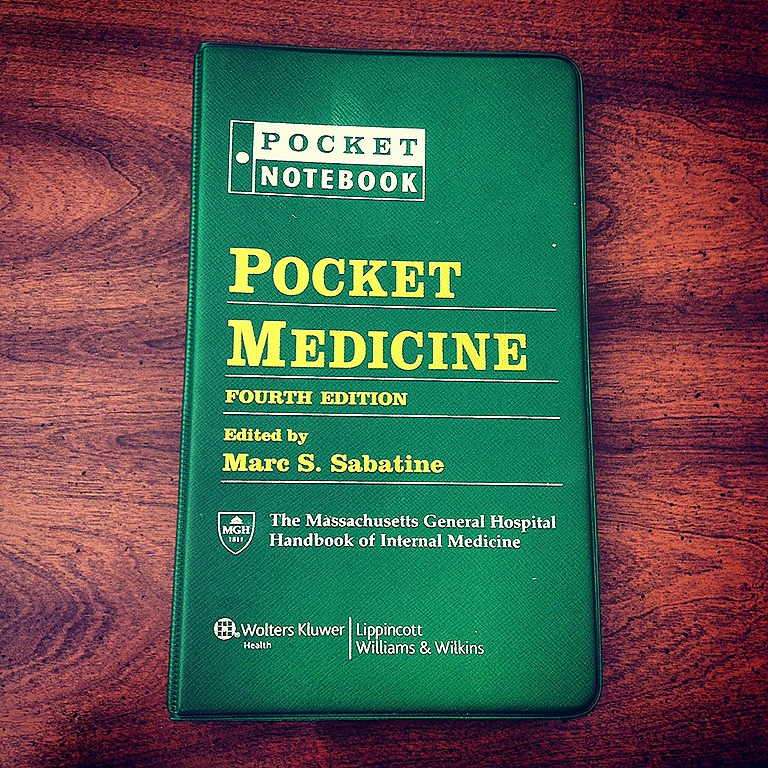 POCKET
NOTEBOOK
POCKET
MEDICINE
FOURTH EDITION
Edited by
Marc S. Sabatine
MGH
1811
The Massachusetts General Hospital
Handbook of Internal Medicine
Wolters Kluwer
Health
Lippincott
Williams & Wilkins